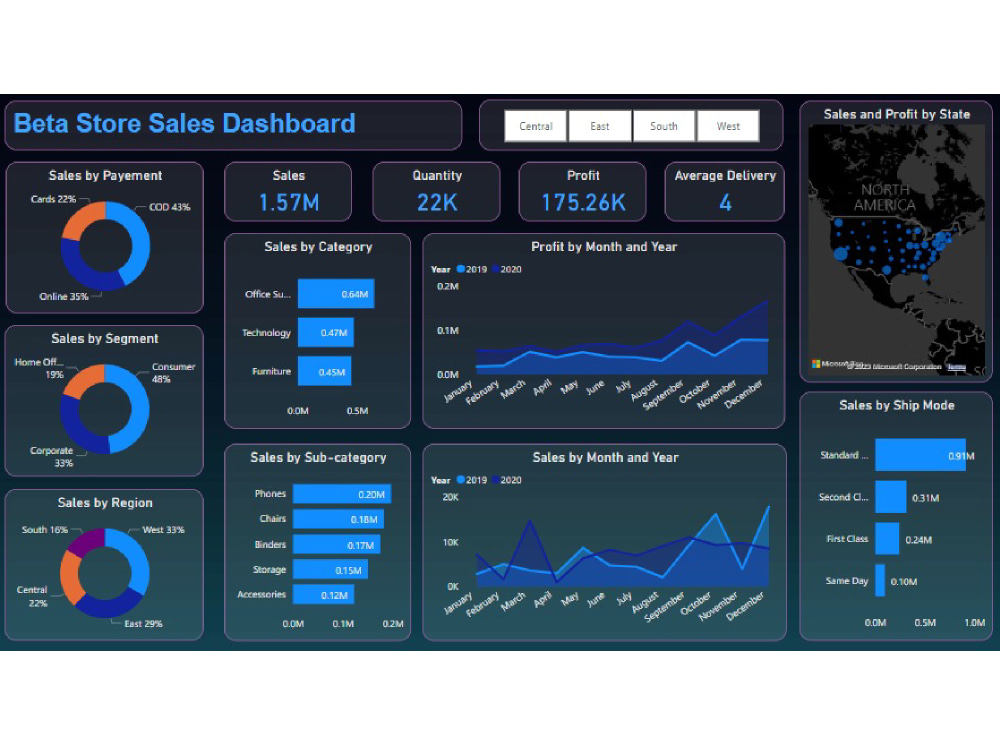 Beta Store Sales Dashboard
Central
East
South
West
Sales and Profit by State
NORTH
AMERICA
© 2023 Microsoft Corporation
Terms
Sales by Payement
Cards 22%
COD 43%
Online 35%
Sales
1.57M
Quantity
22K
Profit
175.26K
Average Delivery
4
Sales by Category
Office Su...
0.64M
Technology
0.47M
Furniture
0.45M
0.0M
0.5M
Profit by Month and Year
Year
2019
2020
0.2M
0.1M
0.0M
January
February
March
April
May
June
July
August
September
October
November
December
Sales by Segment
Home Off...
19%
Consumer
48%
Corporate
33%
Sales by Ship Mode
Standard ...
0.91M
Second Cl...
0.31M
First Class
0.24M
Same Day
0.10M
0.0M
0.5M
1.0M
Sales by Sub-category
Phones
0.20M
Chairs
0.18M
Binders
0.17M
Storage
0.15M
Accessories
0.12M
0.0M
0.1M
0.2M
Sales by Month and Year
Year
2019
2020
20K
10K
0K
January
February
March
April
May
June
July
August
September
October
November
December
Sales by Region
South 16%
West 33%
Central
22%
East 29%